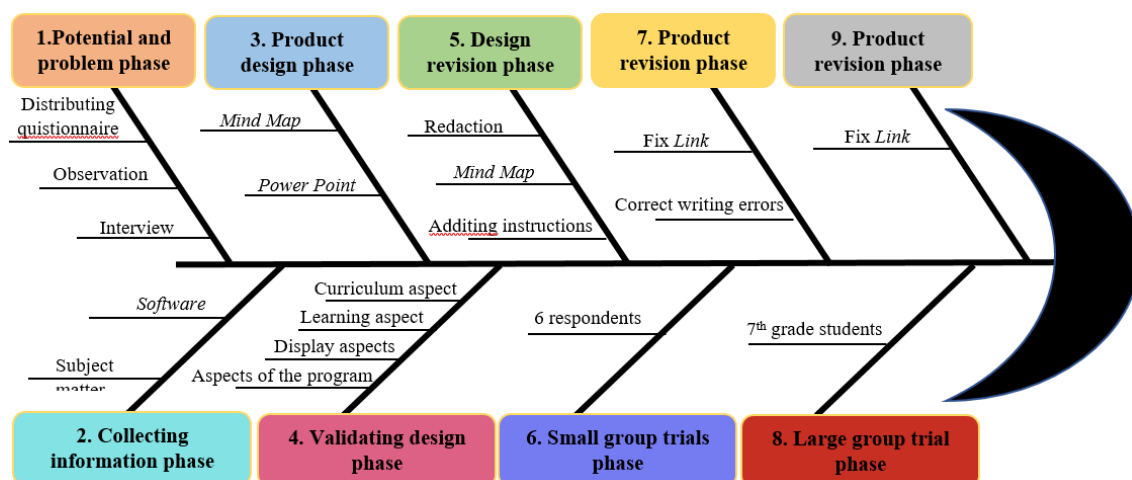 1.Potential and
problem phase
3. Product
design phase
5. Design
revision phase
7. Product
revision phase
9. Product
revision phase
Distributing
quistionnaire
Observation
Interview
Mind Map
Power Point
Redaction
Mind Map
Additing instructions
Fix Link
Correct writing errors
Fix Link
Software
Subject
matter
Curriculum aspect
Learning aspect
Display aspects
Aspects of the program
6 respondents
7th grade students
2. Collecting
information phase
4. Validating design
phase
6. Small group trials
phase
8. Large group trial
phase